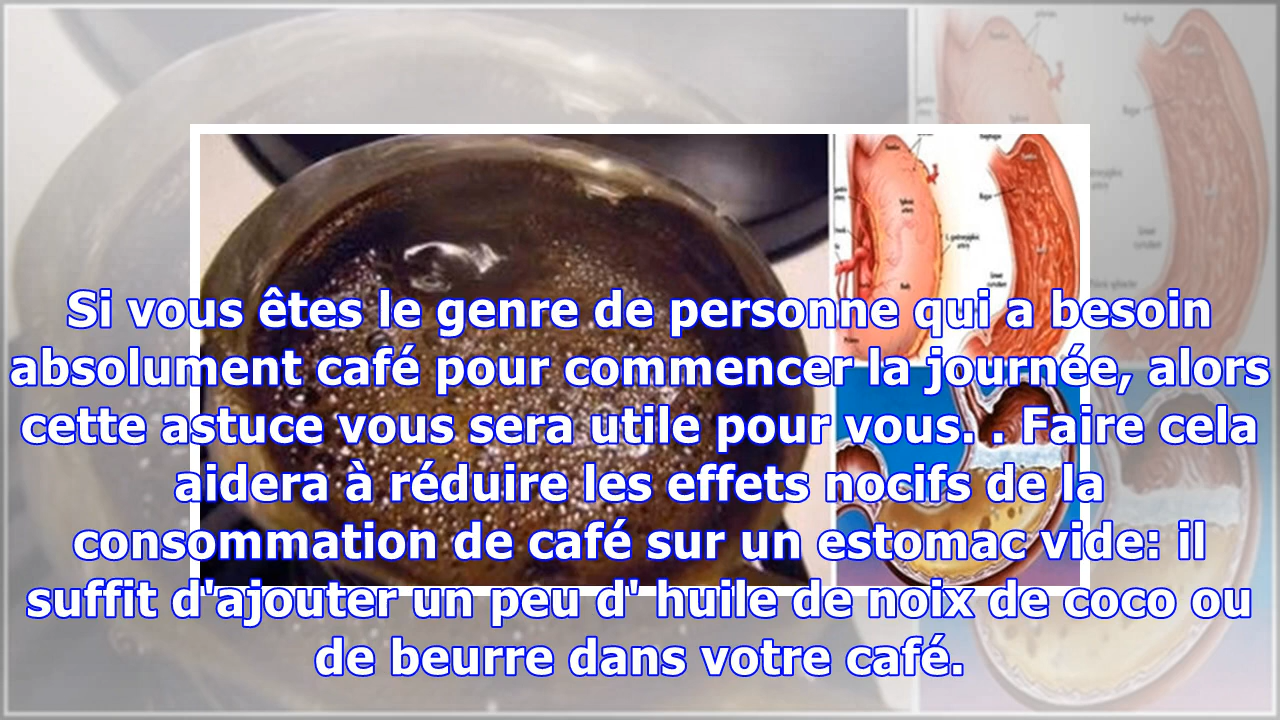 Si vous êtes le genre de personne qui a besoin
absolument café pour commencer la journée, alors
cette astuce vous sera utile pour vous. . Faire cela
aidera à réduire les effets nocifs de la
consommation de café sur un estomac vide: il
suffit d'ajouter un peu d' huile de noix de coco ou
de beurre dans votre café.